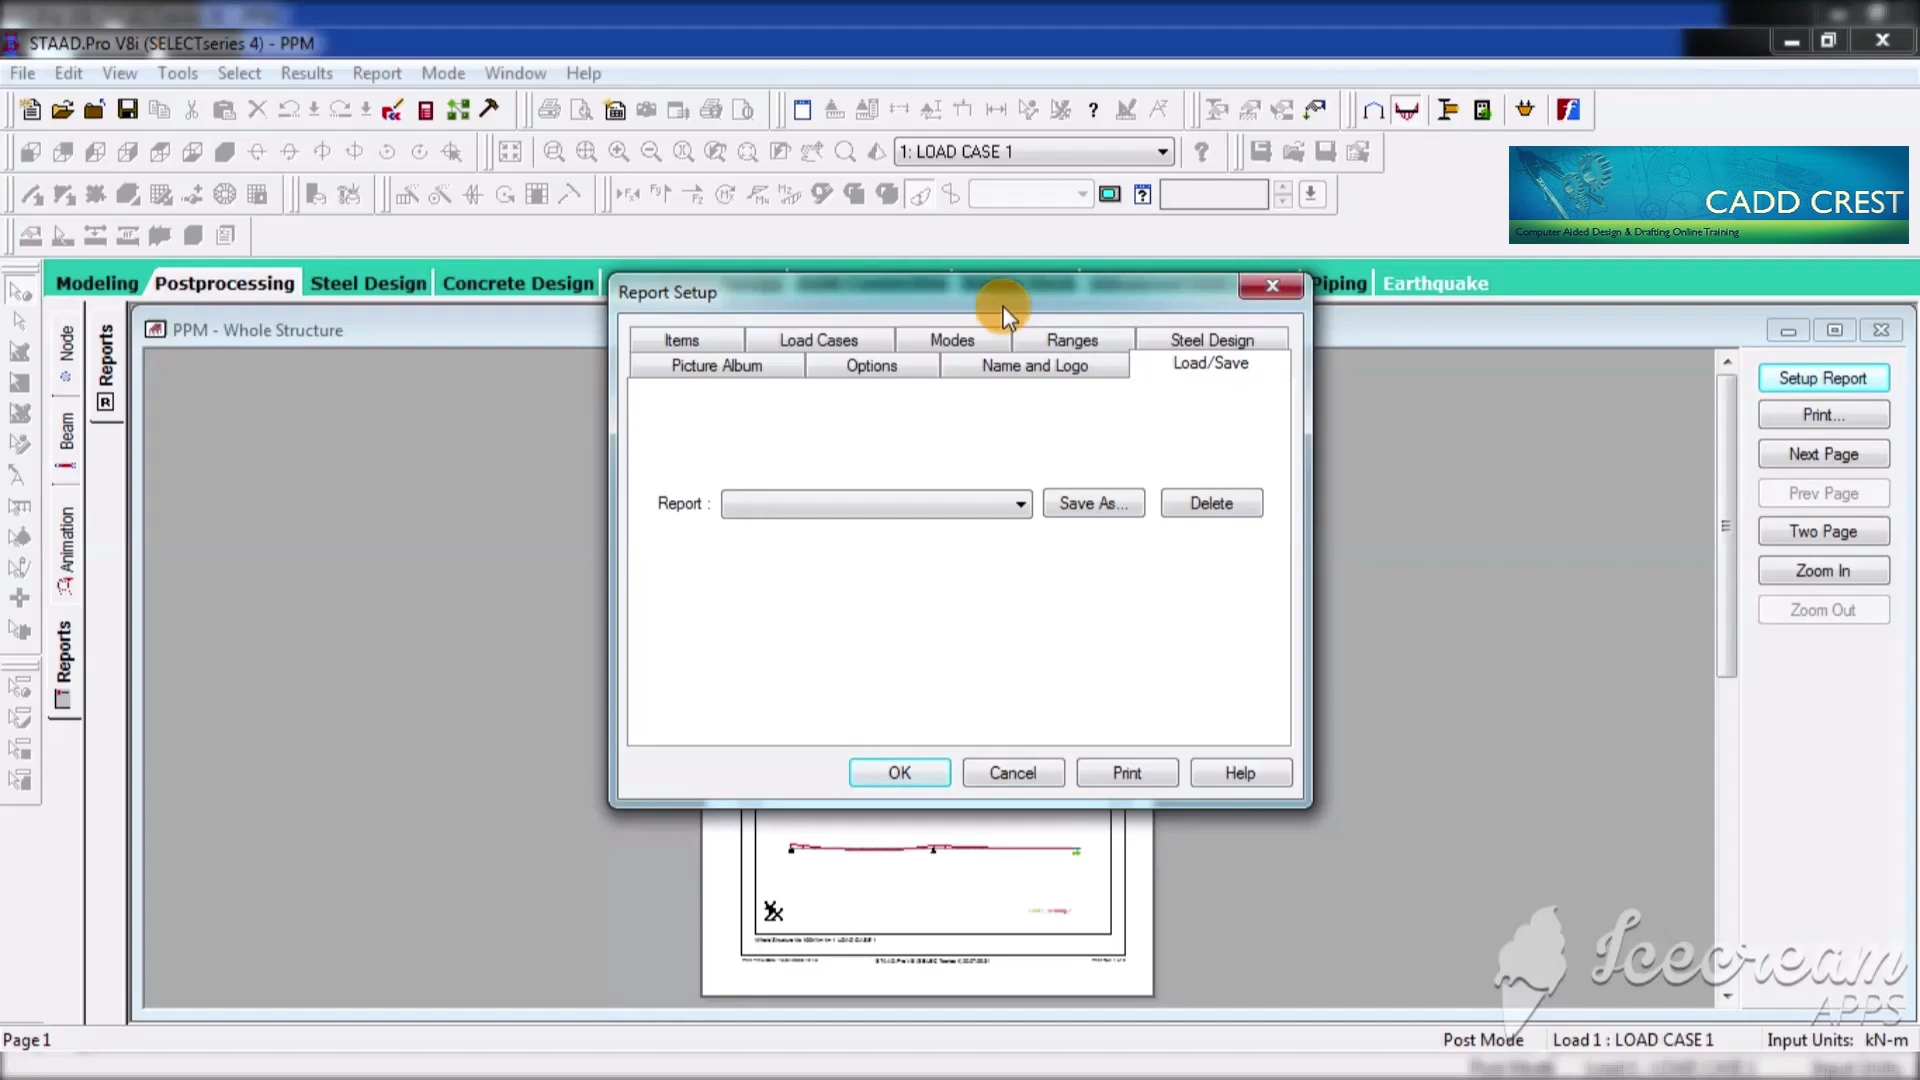 STAAD.Pro V8i (SELECTseries 4) - PPM
File Edit View Tools Select Results Report Mode Window Help
1: LOAD CASE 1
CADD CREST
Computer Aided Design & Drafting Online Training
Modeling Postprocessing Steel Design Concrete Design Piping Earthquake
Report Setup
PPM - Whole Structure
Node
Beam
Animation
Reports
Reports
Items Load Cases Modes Ranges Steel Design
Picture Album Options Name and Logo Load/Save
Report : Save As... Delete
OK Cancel Print Help
Setup Report
Print...
Next Page
Prev Page
Two Page
Zoom In
Zoom Out
Icecream
APPS
Page 1 Post Mode Load 1 : LOAD CASE 1 Input Units: kN-m